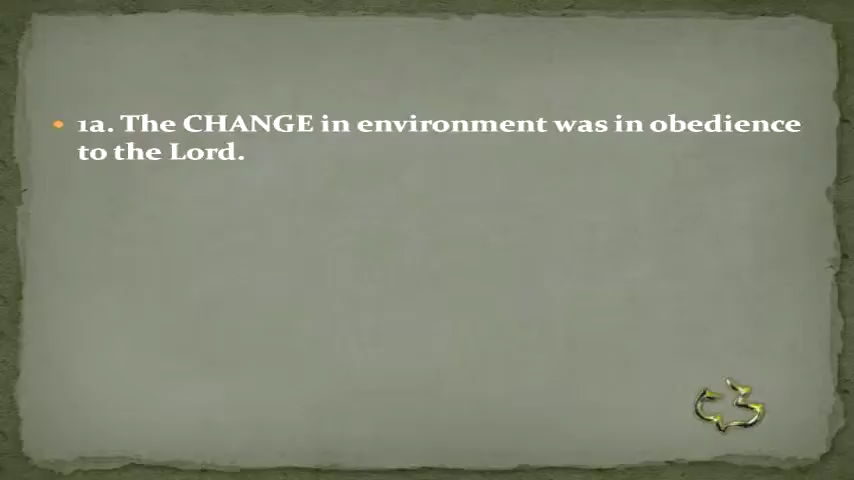 • 1a. The CHANGE in environment was in obedience
to the Lord.